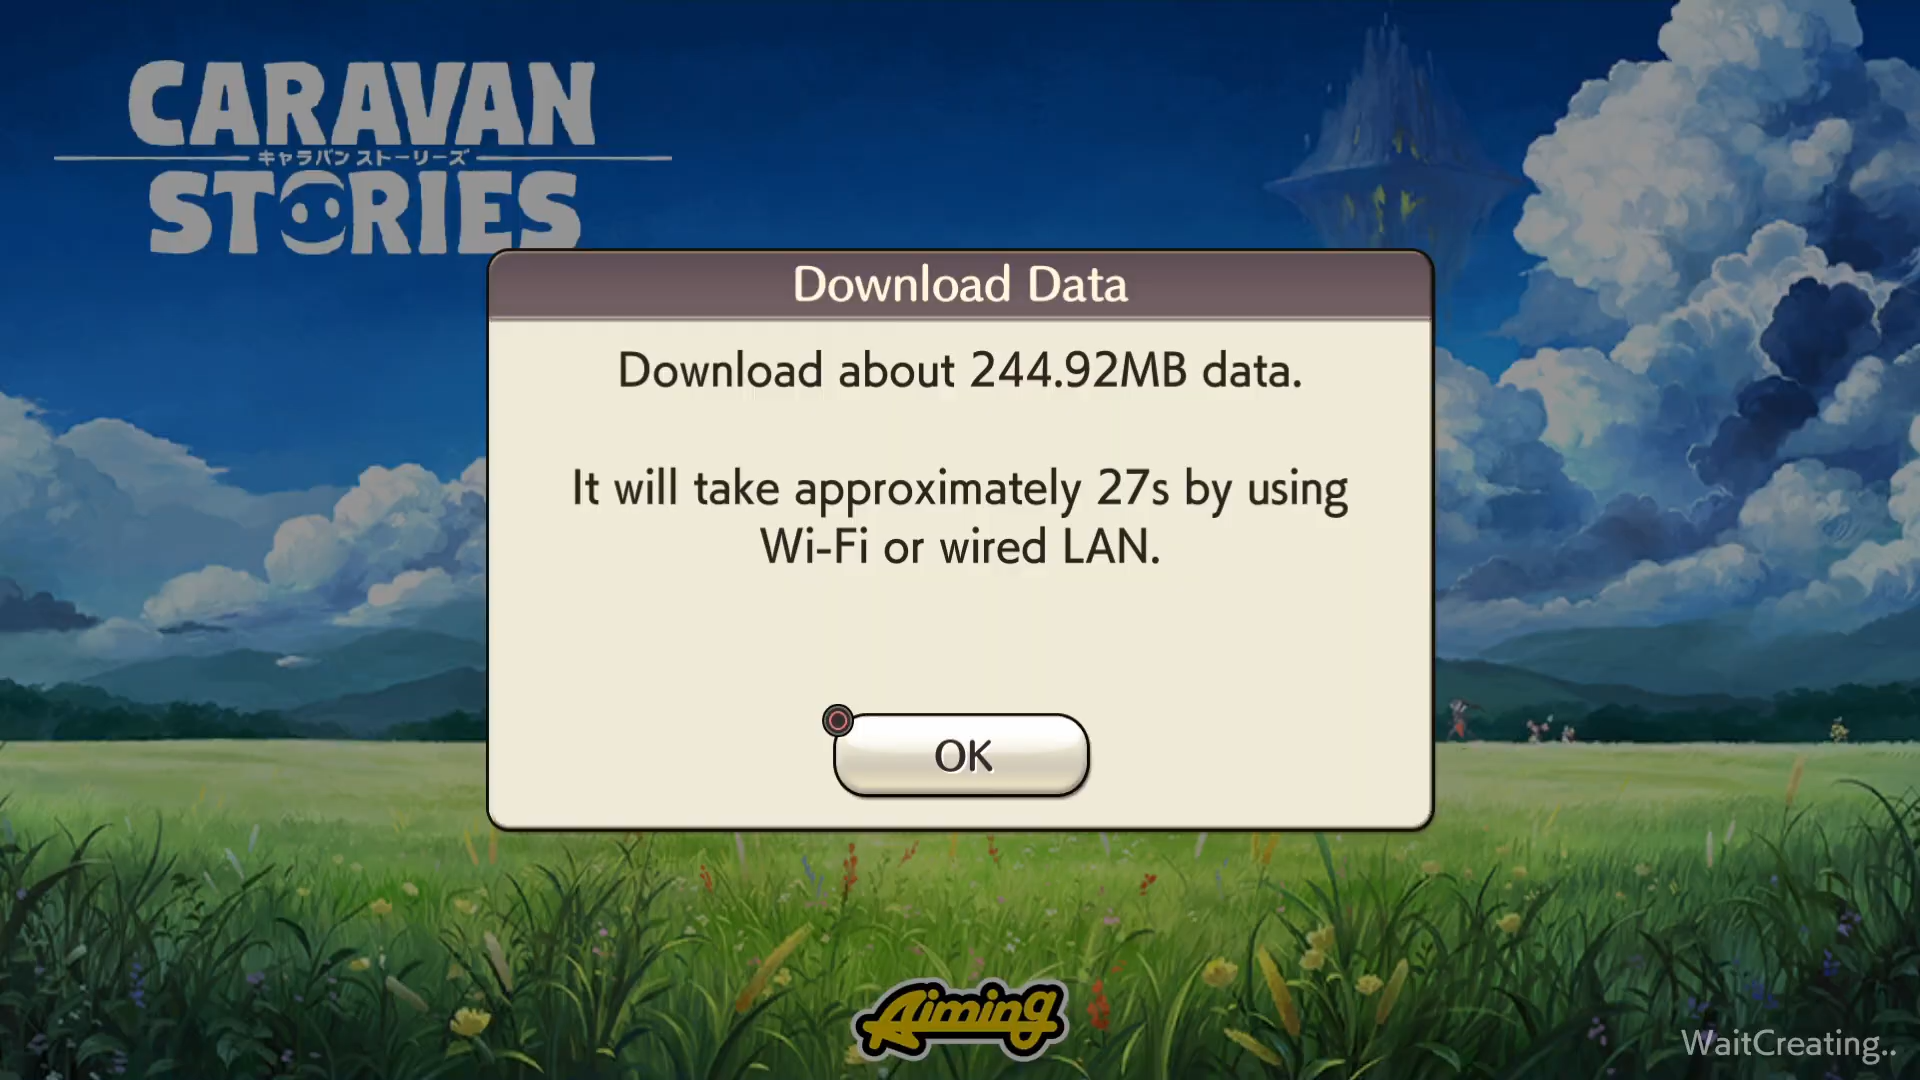 CARAVAN
キャラバン ストーリーズ
STORIES
Download Data
Download about 244.92MB data.
It will take approximately 27s by using
Wi-Fi or wired LAN.
OK
Aiming
WaitCreating..